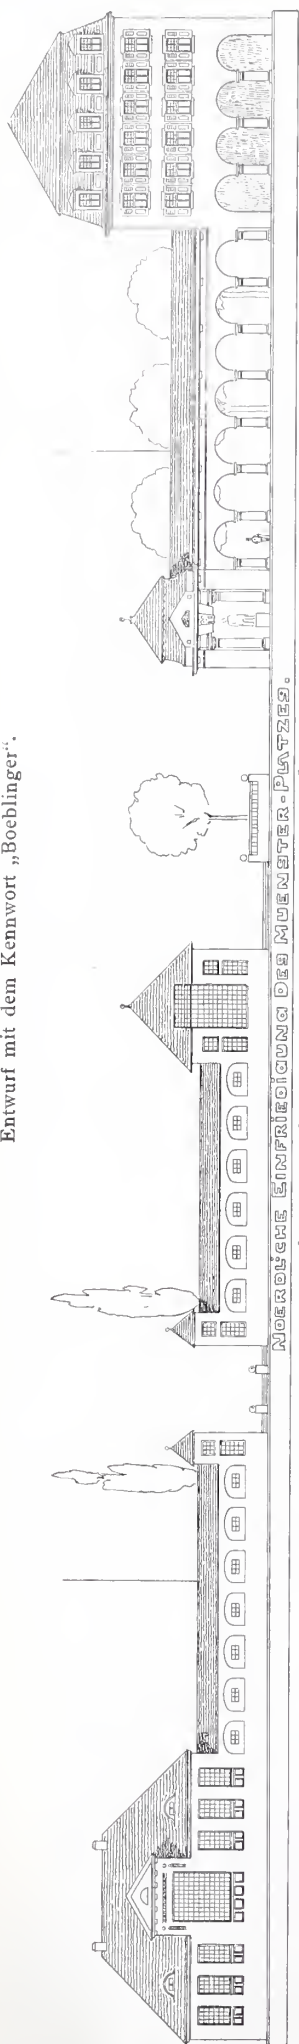 Entwurf mit dem Kennwort „Boeblinger“.
NOERDLICHE EINFRIEDIGUNG DES MUENSTER-PLATZES.